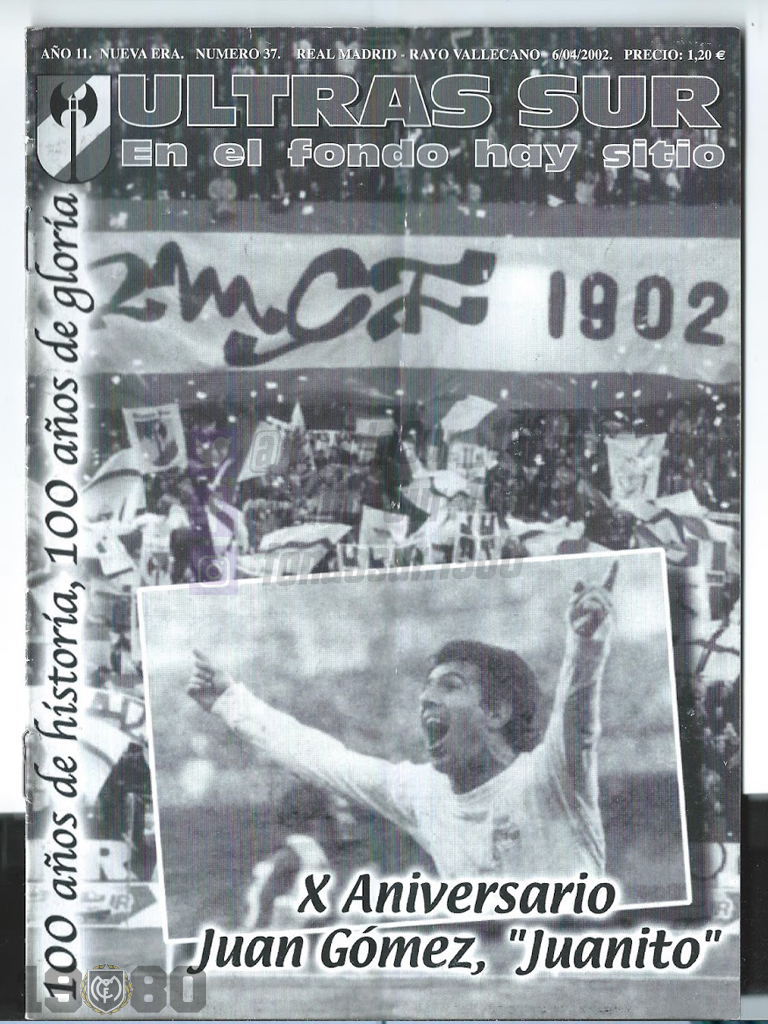 AÑO 11. NUEVA ERA. NUMERO 37. REAL MADRID - RAYO VALLECANO 6/04/2002. PRECIO: 1,20 €
ULTRAS SUR
En el fondo hay sitio
100 años de historia, 100 años de gloria
RMCF 1902
X Aniversario
Juan Gómez, "Juanito"
1980